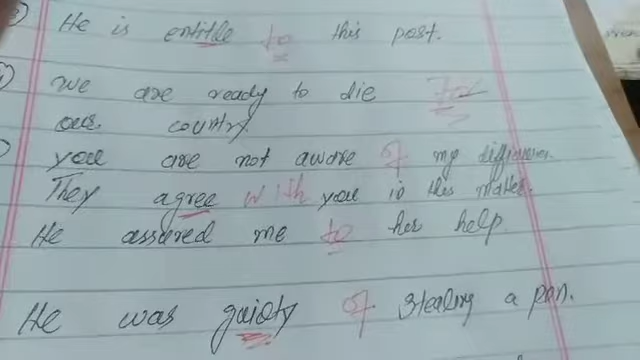 3) He is entitle to this post.
We are ready to die for
our country.
you are not aware of my
They agree with you in this matter.
He assured me to her help.
He was guioty of stealing a pen.